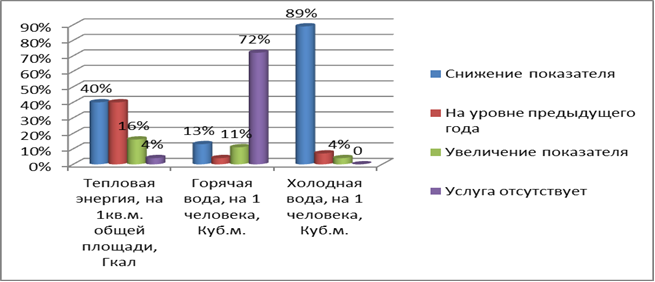 90%
80%
70%
60%
50%
40%
30%
20%
10%
0%
40%
16%
4%
13%
11%
72%
89%
4%
0
Тепловая
энергия, на
1кв.м.
общей
площади,
Гкал
Горячая
вода, на 1
человека,
Куб.м.
Холодная
вода, на 1
человека,
Куб.м.
Снижение показателя
На уровне предыдущего
года
Увеличение показателя
Услуга отсутствует